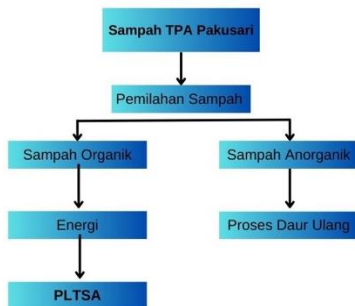 Sampah TPA Pakusari
Pemilahan Sampah
Sampah Organik
Sampah Anorganik
Energi
Proses Daur Ulang
PLTSA